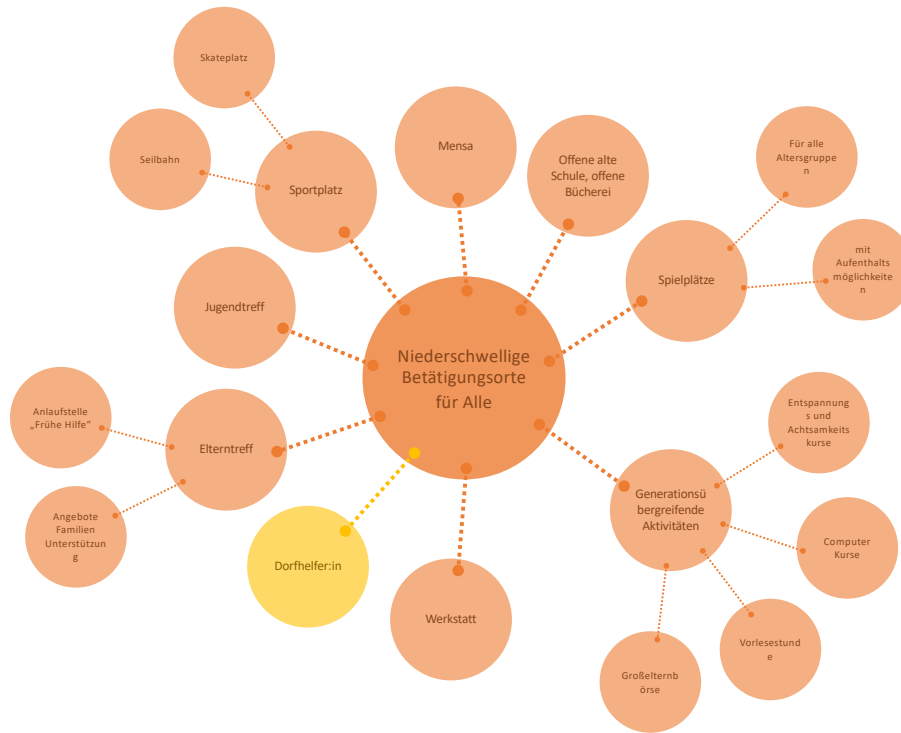 Skateplatz
Seilbahn
Sportplatz
Mensa
Offene alte
Schule, offene
Bücherei
Für alle
Altersgruppe
n
mit
Aufenthalts
möglichkeite
n
Spielplätze
Jugendtreff
Niederschwellige
Betätigungsorte
für Alle
Anlaufstelle
„Frühe Hilfe“
Elterntreff
Angebote
Familien
Unterstützun
g
Dorfhelfer:in
Werkstatt
Generationsü
bergreifende
Aktivitäten
Entspannung
s und
Achtsamkeits
kurse
Computer
Kurse
Vorlesestund
e
Großelternb
örse